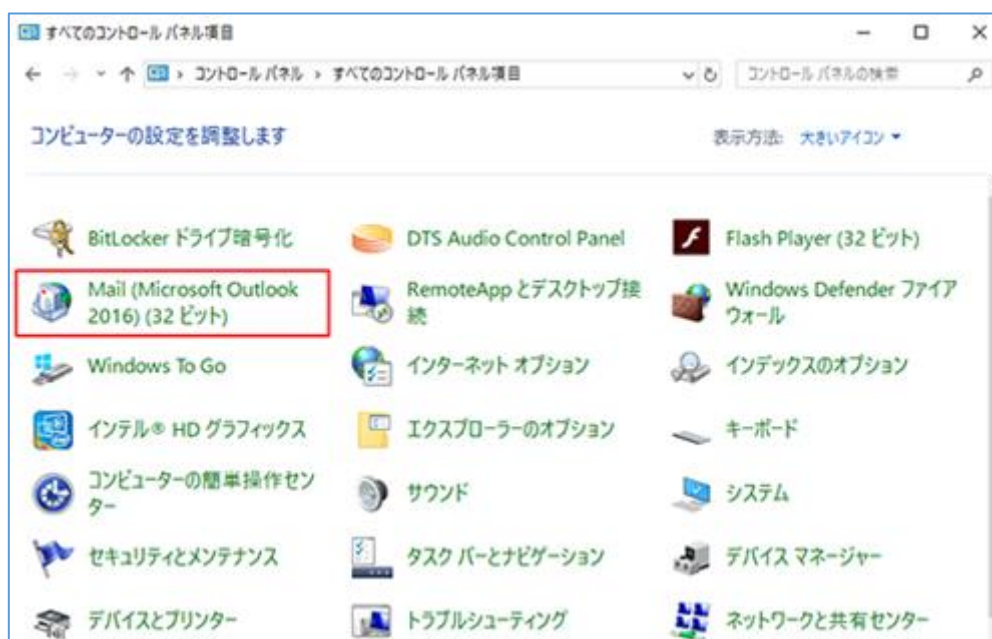 すべてのコントロール パネル項目
コントロール パネル › すべてのコントロール パネル項目
コントロール パネルの検索
コンピューターの設定を調整します
表示方法: 大きいアイコン
BitLocker ドライブ暗号化
DTS Audio Control Panel
Flash Player (32 ビット)
Mail (Microsoft Outlook
2016) (32 ビット)
RemoteApp とデスクトップ接
続
Windows Defender ファイア
ウォール
Windows To Go
インターネット オプション
インデックスのオプション
インテル® HD グラフィックス
エクスプローラーのオプション
キーボード
コンピューターの簡単操作セン
ター
サウンド
システム
セキュリティとメンテナンス
タスク バーとナビゲーション
デバイス マネージャー
デバイスとプリンター
トラブルシューティング
ネットワークと共有センター